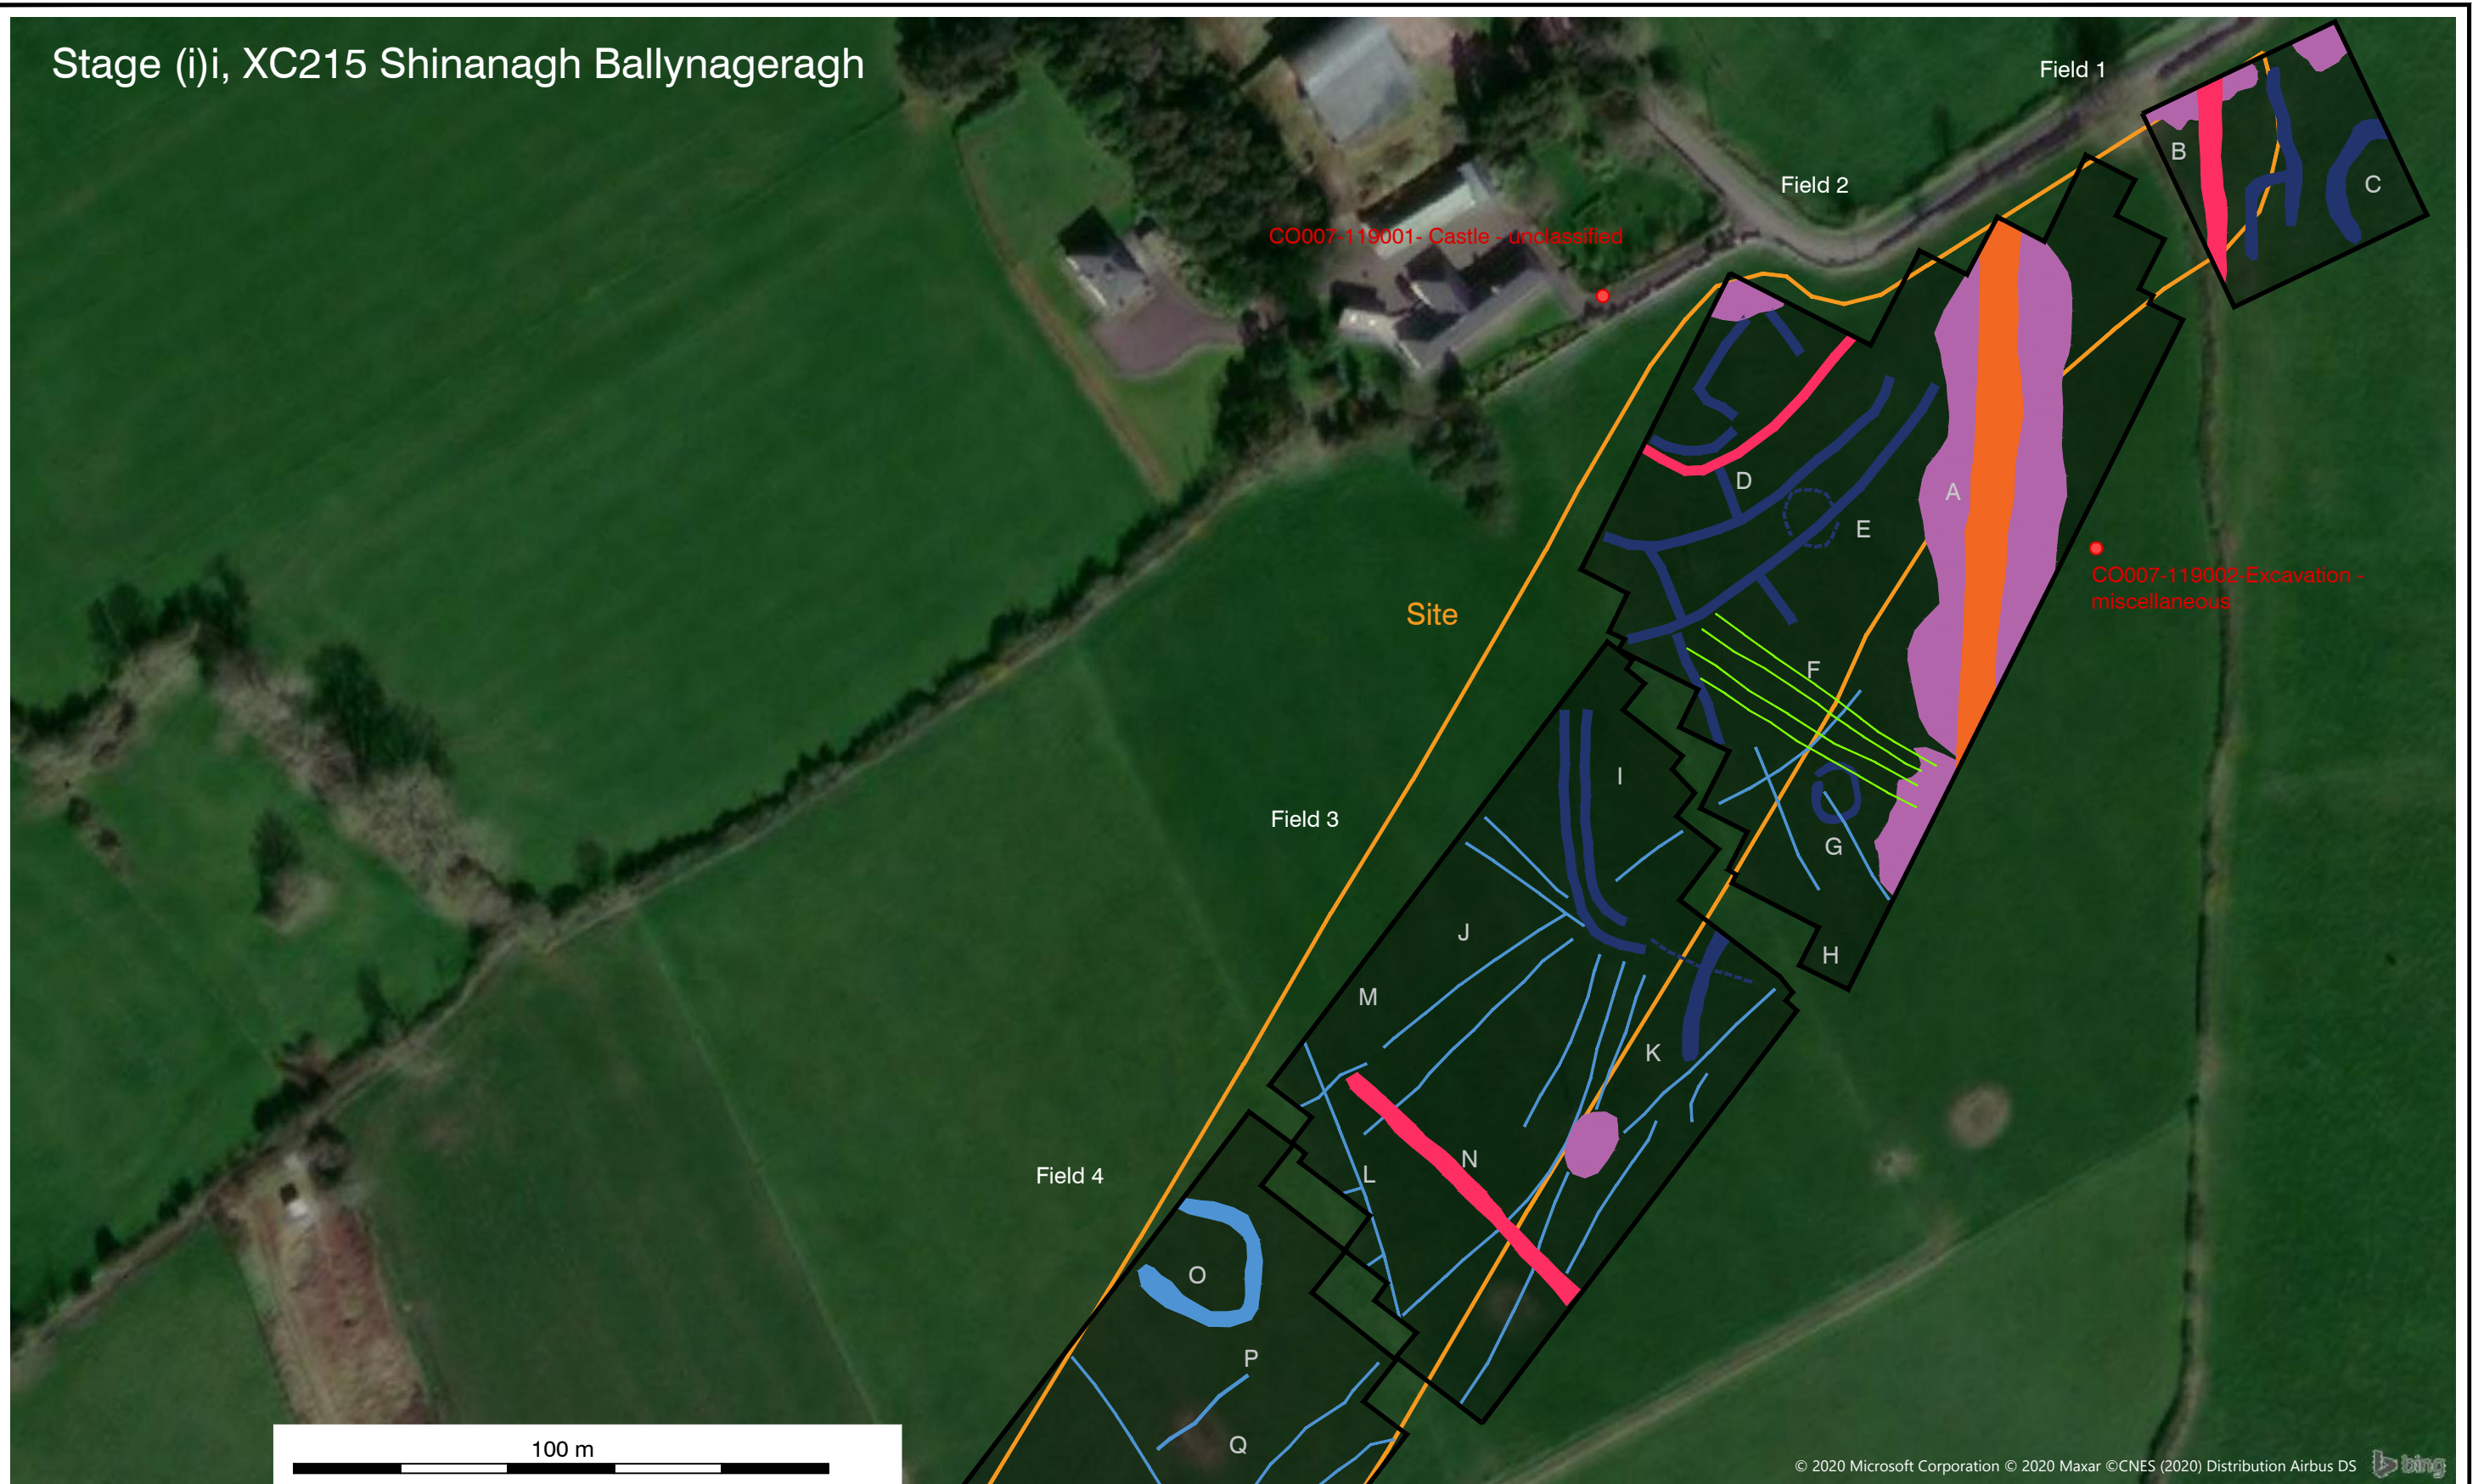 Stage (i)i, XC215 Shinanagh Ballynageragh
Field 1
B
C
Field 2
CO007-119001- Castle - unclassified
D
A
E
CO007-119002-Excavation -
miscellaneous
Site
F
I
Field 3
G
J
H
M
K
N
L
Field 4
O
P
Q
100 m
© 2020 Microsoft Corporation © 2020 Maxar ©CNES (2020) Distribution Airbus DS
bing